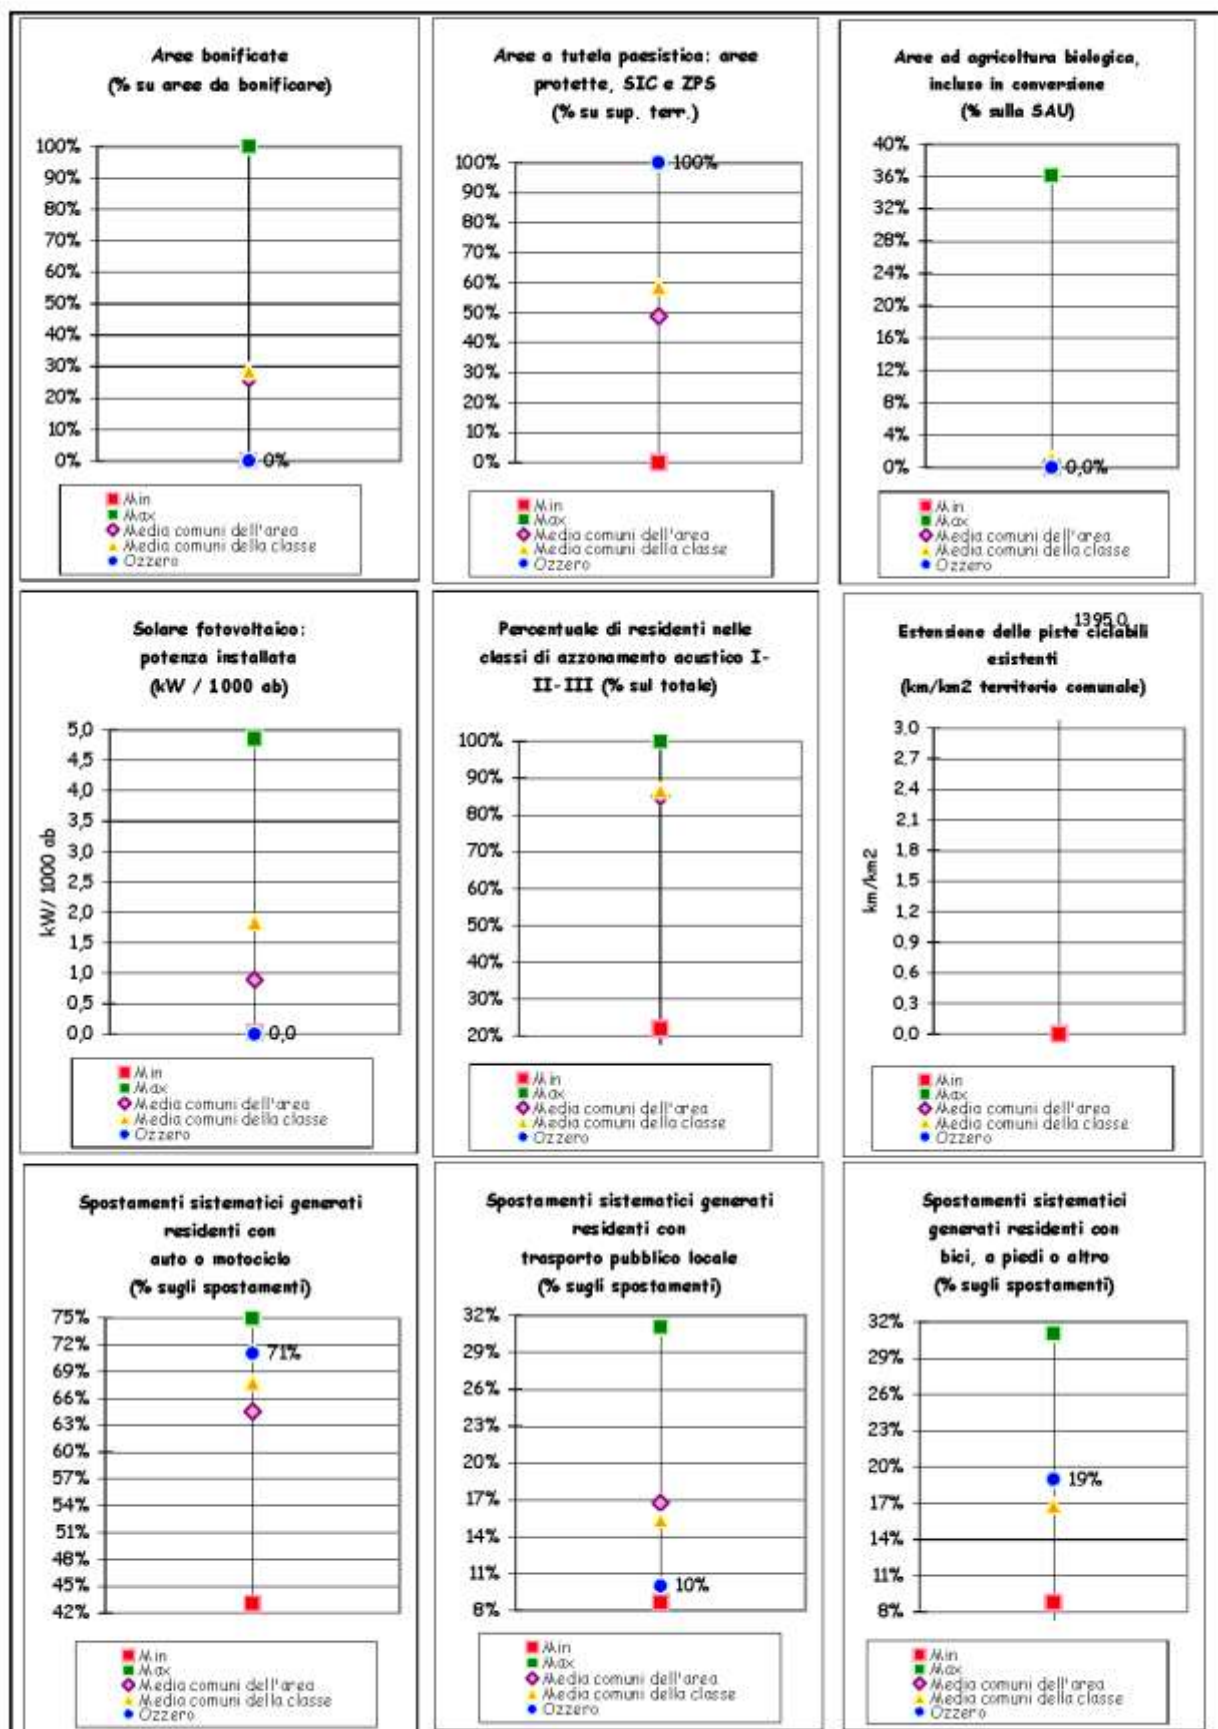 Aree bonificate
(% su aree da bonificare)
100%
90%
80%
70%
60%
50%
40%
30%
20%
10%
0%
0%
Min
Max
Media comuni dell'area
Media comuni della classe
Ozzero
Aree a tutela paesistica: aree
protette, SIC e ZPS
(% su sup. terr.)
100%
90%
80%
70%
60%
50%
40%
30%
20%
10%
0%
100%
Min
Max
Media comuni dell'area
Media comuni della classe
Ozzero
Aree ad agricoltura biologica,
incluso in conversione
(% sulla SAU)
40%
36%
32%
28%
24%
20%
16%
12%
8%
4%
0%
0,0%
Min
Max
Media comuni dell'area
Media comuni della classe
Ozzero
Solare fotovoltaico:
potenza installata
(kW / 1000 ab)
kW/ 1000 ab
5,0
4,5
4,0
3,5
3,0
2,5
2,0
1,5
1,0
0,5
0,0
0,0
Min
Max
Media comuni dell'area
Media comuni della classe
Ozzero
Percentuale di residenti nelle
classi di azzonamento acustico I-
II-III (% sul totale)
100%
90%
80%
70%
60%
50%
40%
30%
20%
Min
Max
Media comuni dell'area
Media comuni della classe
Ozzero
1395,0
Estensione delle piste ciclabili
esistenti
(km/km2 territorio comunale)
km/km2
3,0
2,7
2,4
2,1
1,8
1,5
1,2
0,9
0,6
0,3
0,0
Min
Max
Media comuni dell'area
Media comuni della classe
Ozzero
Spostamenti sistematici generati
residenti con
auto o motociclo
(% sugli spostamenti)
75%
72%
69%
66%
63%
60%
57%
54%
51%
48%
45%
42%
71%
Min
Max
Media comuni dell'area
Media comuni della classe
Ozzero
Spostamenti sistematici generati
residenti con
trasporto pubblico locale
(% sugli spostamenti)
32%
29%
26%
23%
20%
17%
14%
11%
8%
10%
Min
Max
Media comuni dell'area
Media comuni della classe
Ozzero
Spostamenti sistematici
generati residenti con
bici, a piedi o altro
(% sugli spostamenti)
32%
29%
26%
23%
20%
17%
14%
11%
8%
19%
Min
Max
Media comuni dell'area
Media comuni della classe
Ozzero